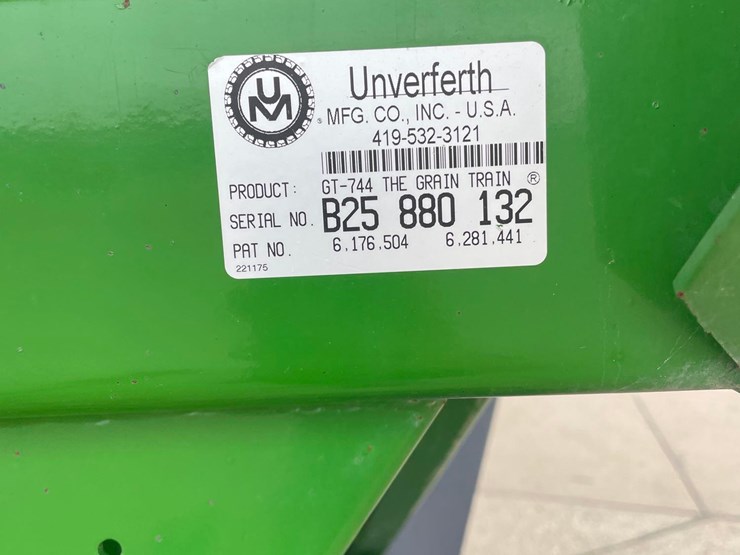 UM
®
Unverferth
MFG. CO., INC. - U.S.A.
419-532-3121
PRODUCT: GT-744 THE GRAIN TRAIN ®
SERIAL NO. B25 880 132
PAT NO. 6,176,504 6,281,441
221175